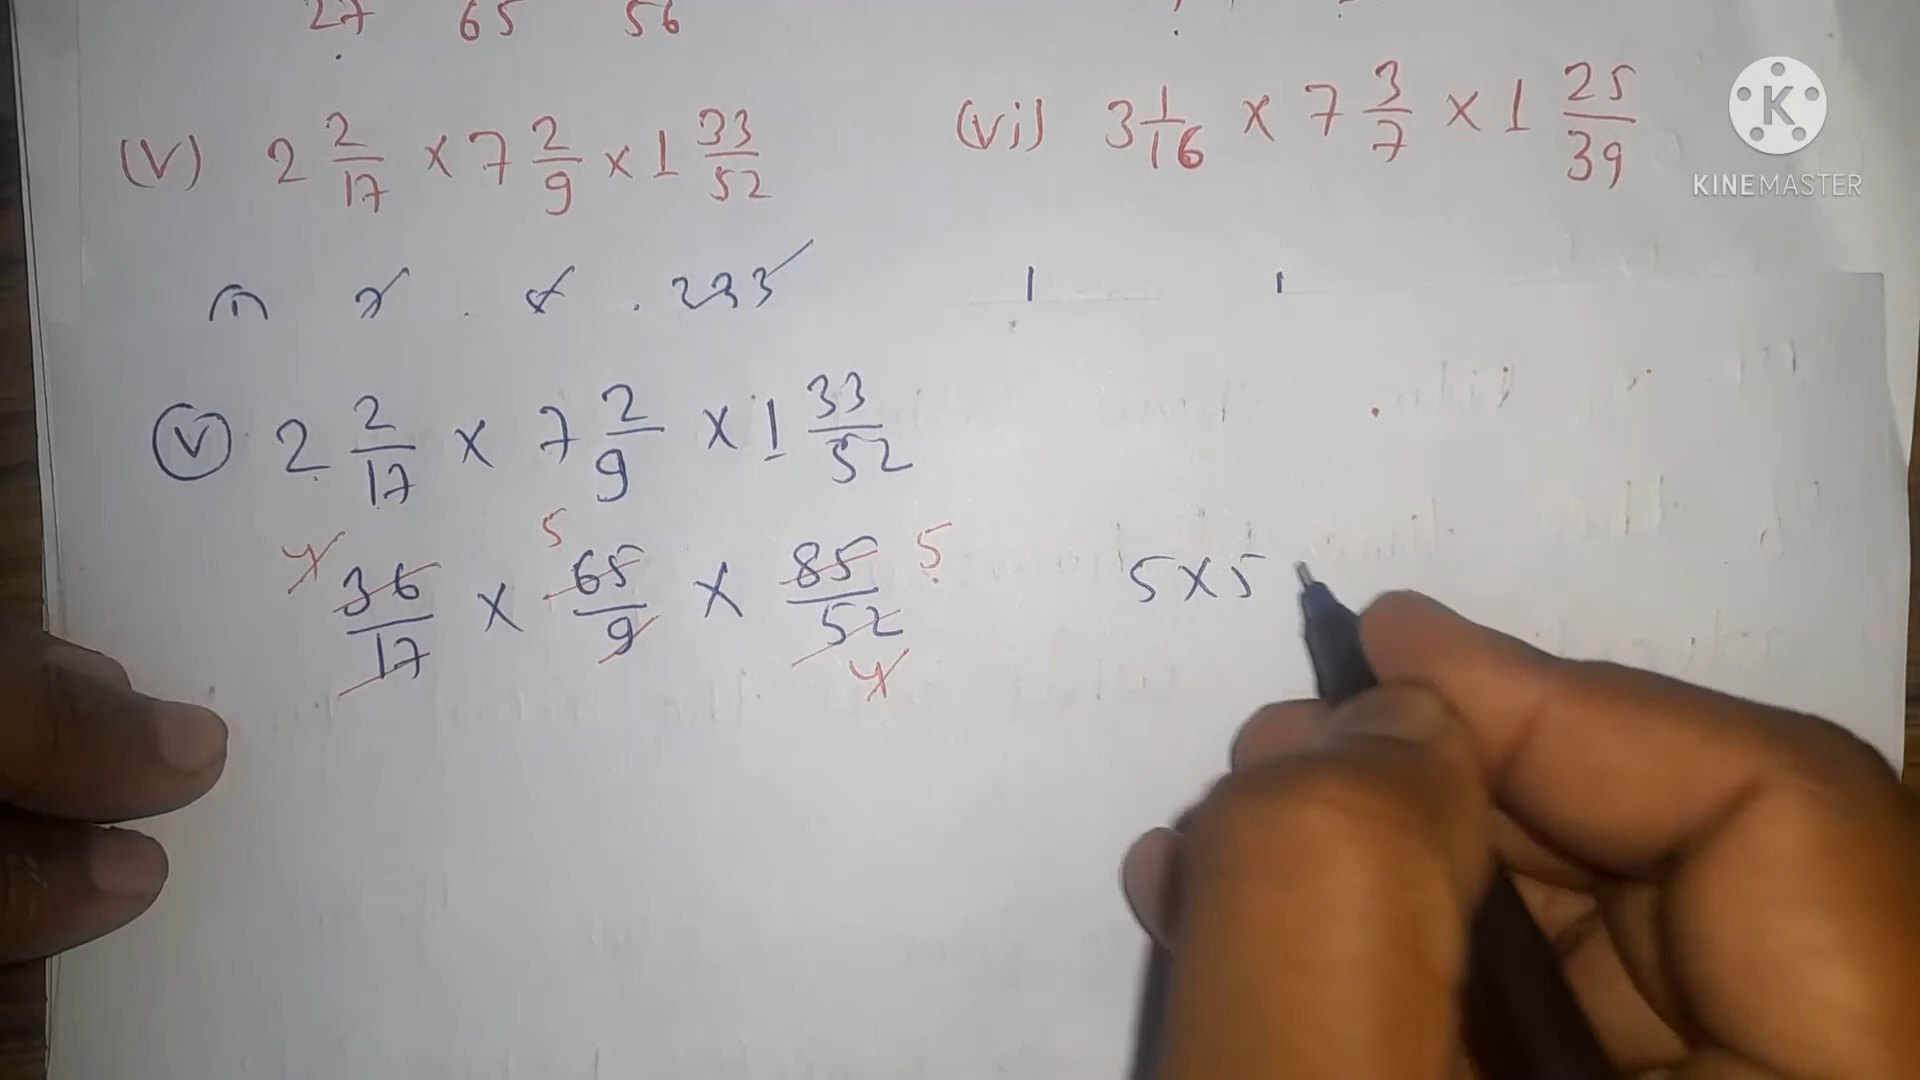 27 65 56
(v) 2 2/17 × 7 2/9 × 1 33/52
(vi) 3 1/16 × 7 3/7 × 1 25/39
KINEMASTER
(v) 2 2/17 × 7 2/9 × 1 33/52
4 5 5
36/17 × 65/9 × 85/52
4
5×5